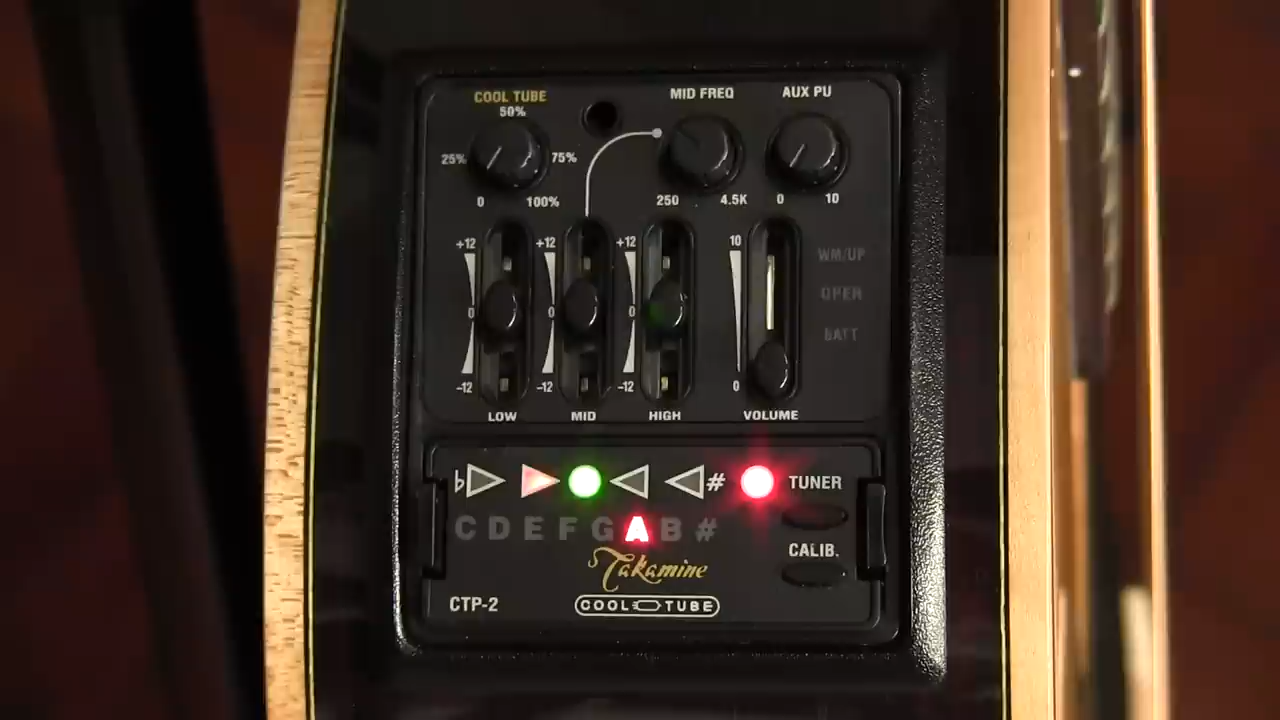 COOL TUBE
50%
25% 75%
0 100%
MID FREQ
250 4.5K
AUX PU
0 10
+12 +12 +12 10
0 0 0
-12 -12 -12 0
LOW MID HIGH VOLUME
WM/UP
OPER
BATT
♭ # TUNER
C D E F G A B #
CALIB.
Takamine
CTP-2 COOL TUBE